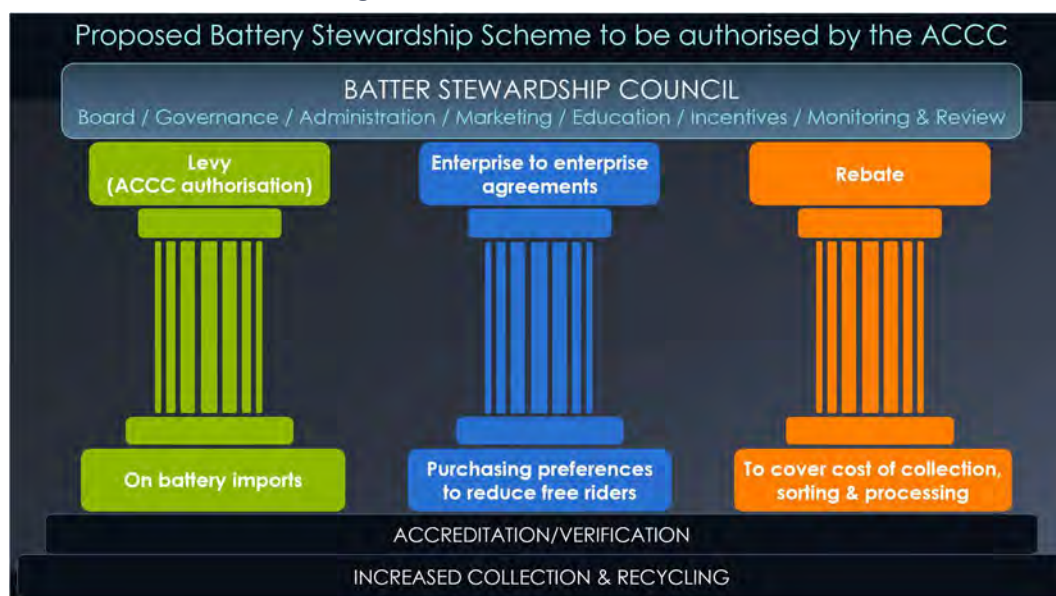 Proposed Battery Stewardship Scheme to be authorised by the ACCC
BATTER STEWARDSHIP COUNCIL
Board / Governance / Administration / Marketing / Education / Incentives / Monitoring & Review
Levy
(ACCC authorisation)
Enterprise to enterprise
agreements
Rebate
On battery imports
Purchasing preferences
to reduce free riders
To cover cost of collection,
sorting & processing
ACCREDITATION/VERIFICATION
INCREASED COLLECTION & RECYCLING